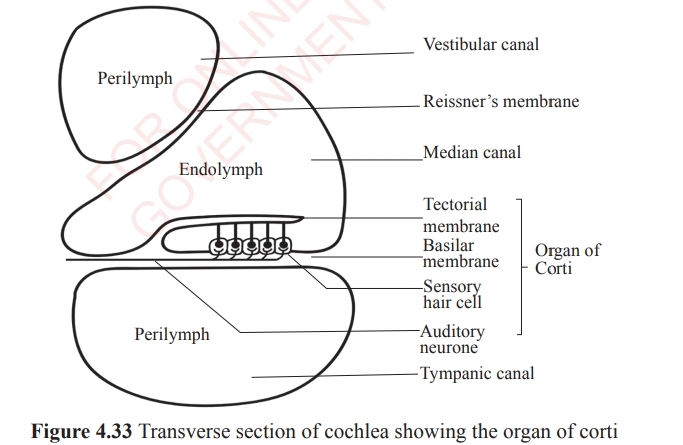 FOR ONLINE
GOVERNMENT
Vestibular canal
Perilymph
Reissner's membrane
Median canal
Endolymph
Tectorial
membrane
Basilar
membrane
Organ of
Corti
Sensory
hair cell
Perilymph
Auditory
neurone
Tympanic canal
Figure 4.33 Transverse section of cochlea showing the organ of corti